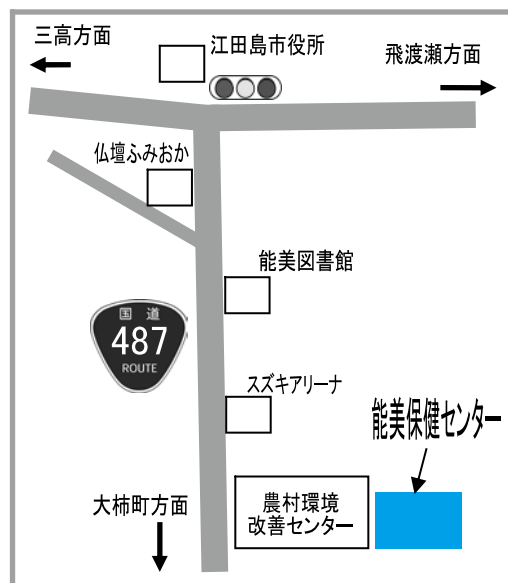 三高方面
江田島市役所
飛渡瀬方面
仏壇ふみおか
能美図書館
国道
487
ROUTE
スズキアリーナ
能美保健センター
大柿町方面
農村環境
改善センター